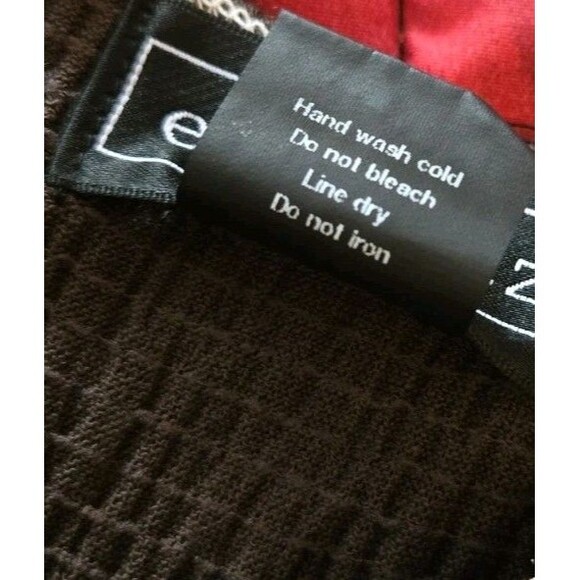 e
Hand wash cold
Do not bleach
Line dry
Do not iron
z